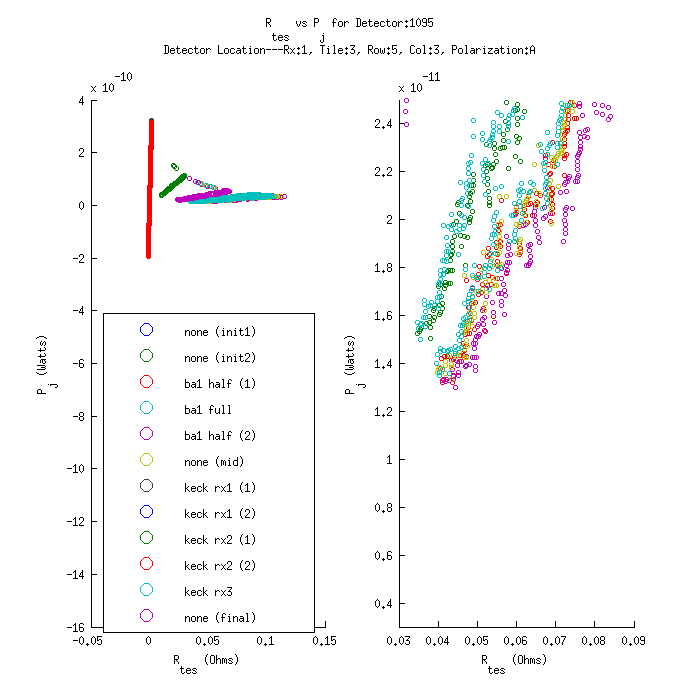 R_tes vs P_j for Detector:1095
Detector Location---Rx:1, Tile:3, Row:5, Col:3, Polarization:A
x 10^-10
4
2
0
-2
-4
-6
-8
-10
-12
-14
-16
P_j (Watts)
none (init1)
none (init2)
ba1 half (1)
ba1 full
ba1 half (2)
none (mid)
keck rx1 (1)
keck rx1 (2)
keck rx2 (1)
keck rx2 (2)
keck rx3
none (final)
-0.05 0 0.05 0.1 0.15
R_tes (Ohms)
x 10^-11
2.4
2.2
2
1.8
1.6
1.4
1.2
1
0.8
0.6
0.4
P_j (Watts)
0.03 0.04 0.05 0.06 0.07 0.08 0.09
R_tes (Ohms)